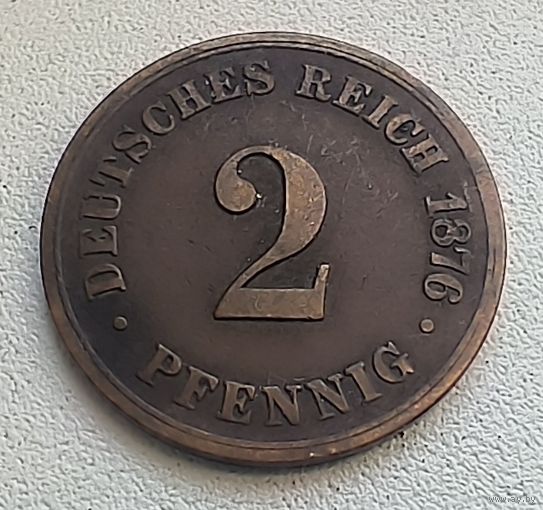 DEUTSCHES REICH 1876
2
• PFENNIG •